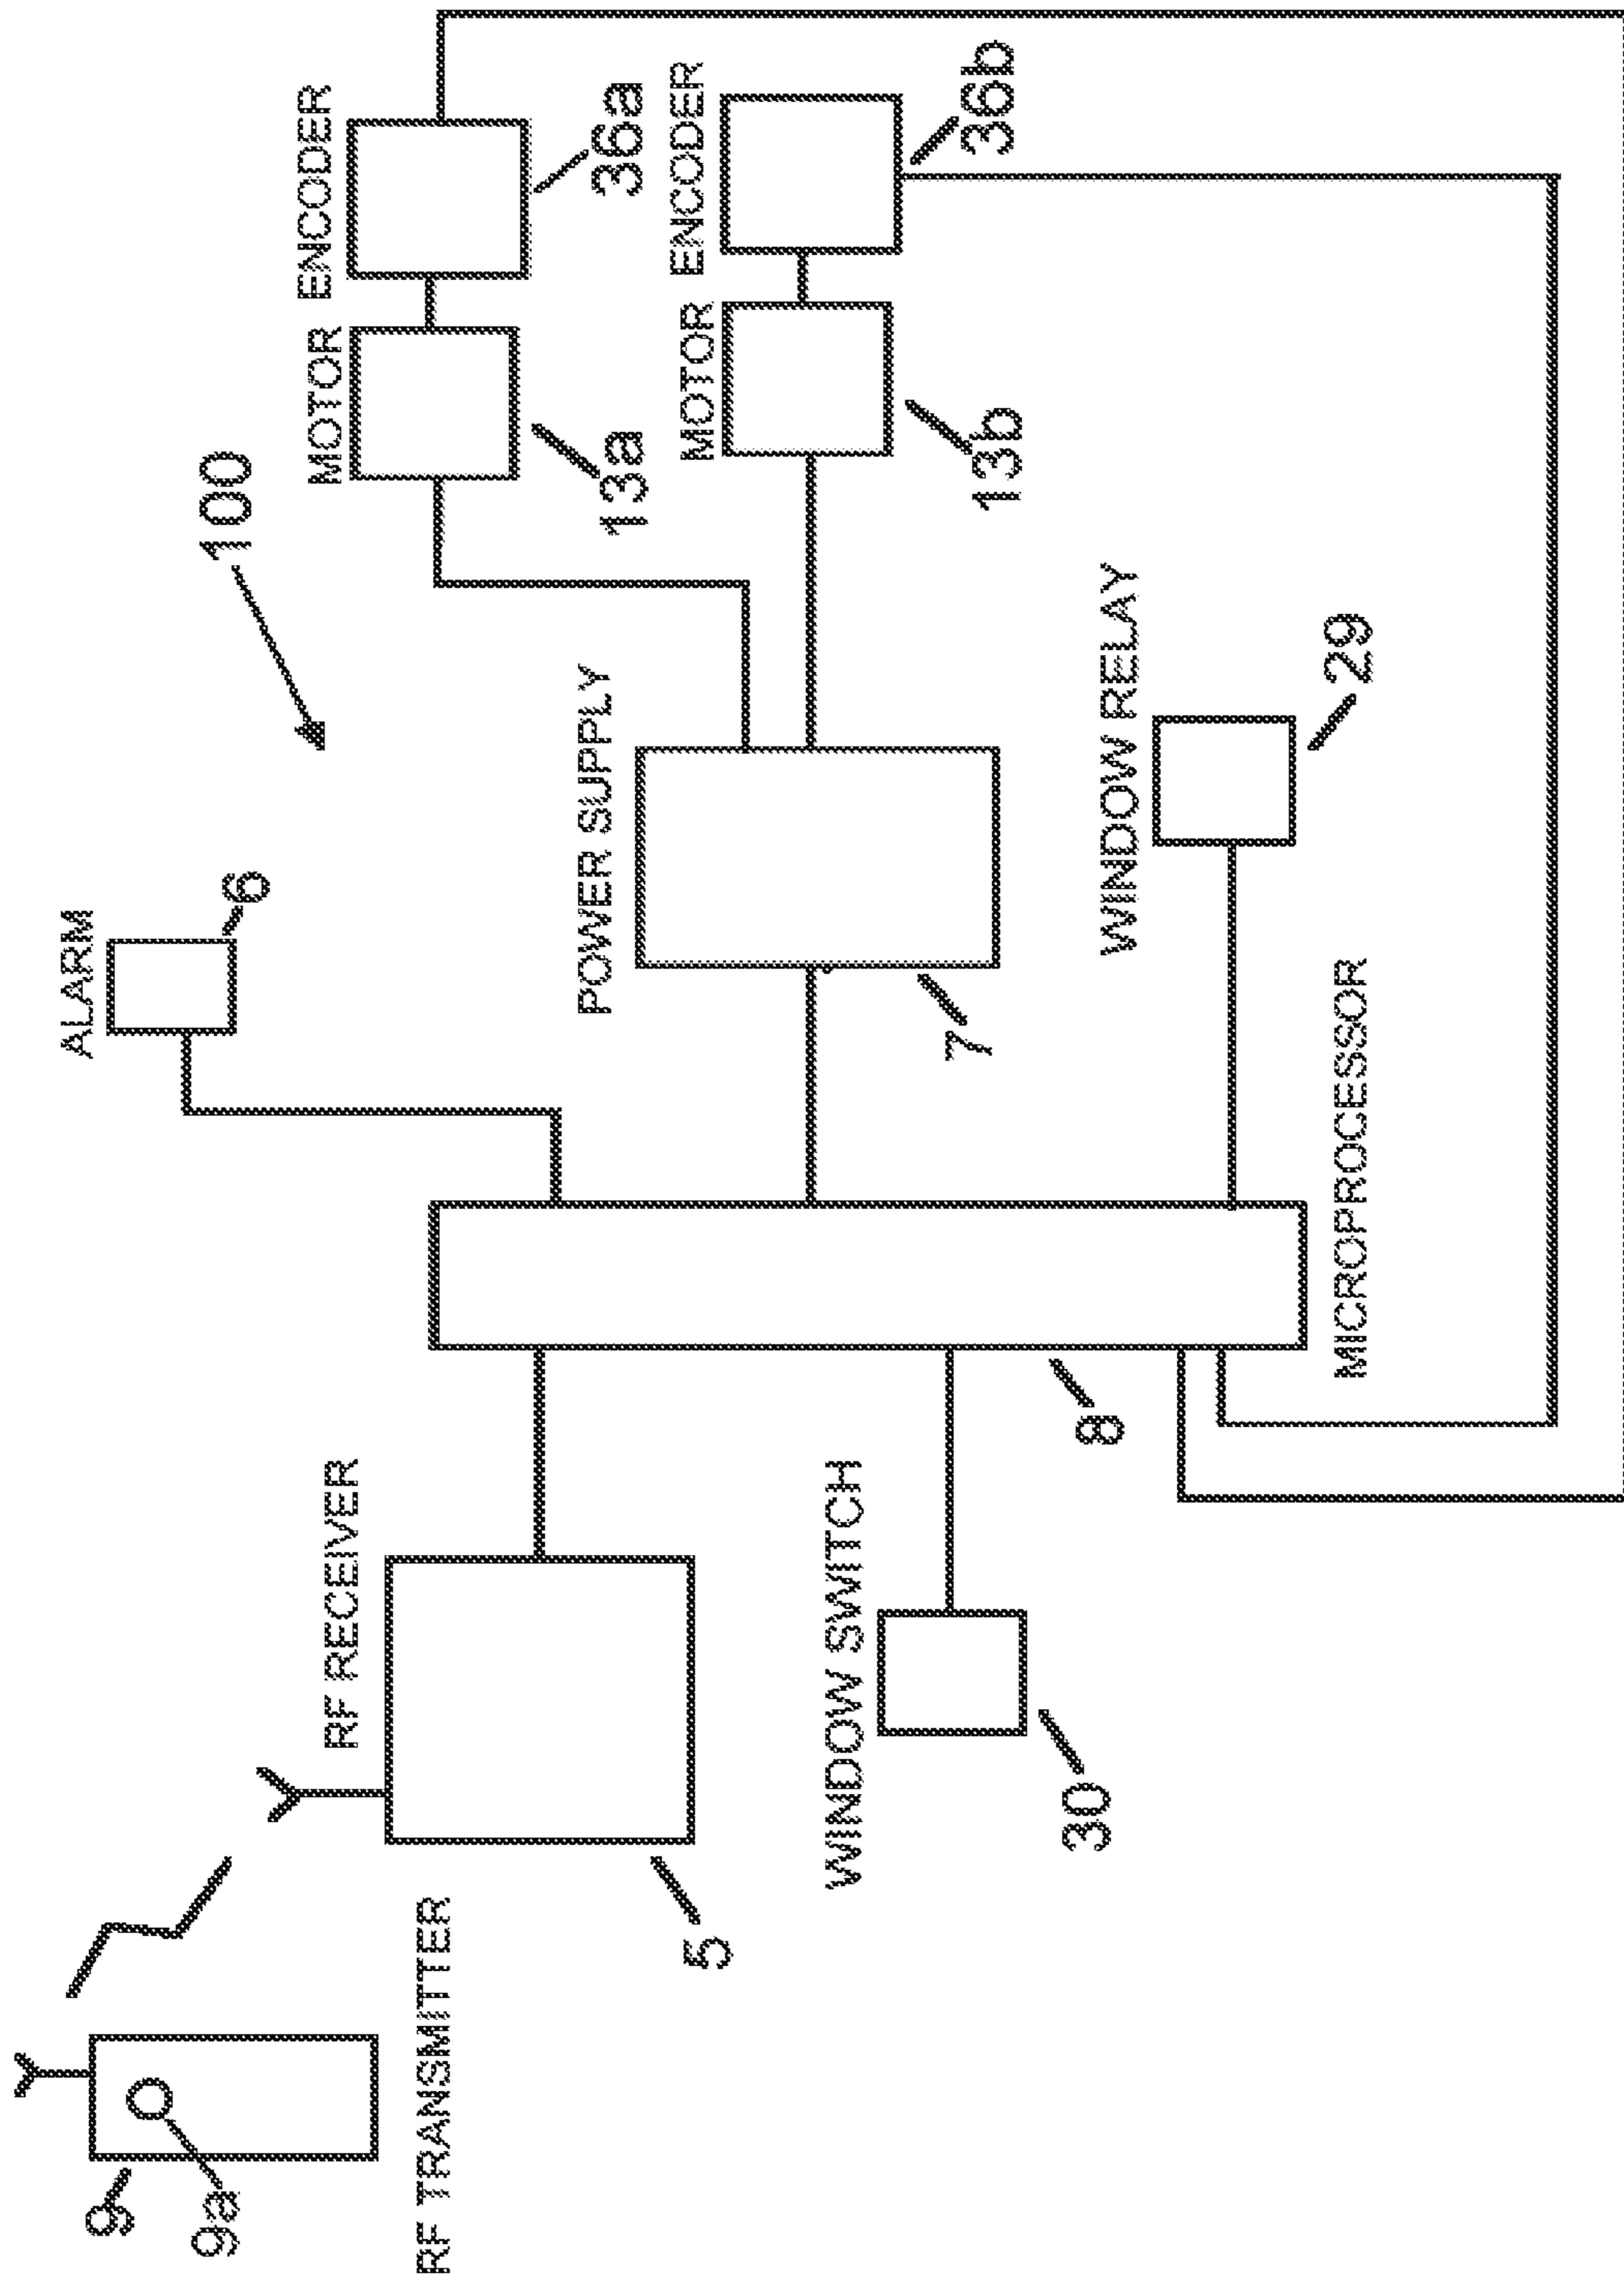 9
9a
RF TRANSMITTER
RF RECEIVER
5
WINDOW SWITCH
30
8
MICROPROCESSOR
ALARM
6
POWER SUPPLY
7
WINDOW RELAY
29
100
MOTOR
13a
ENCODER
36a
MOTOR
13b
ENCODER
36b